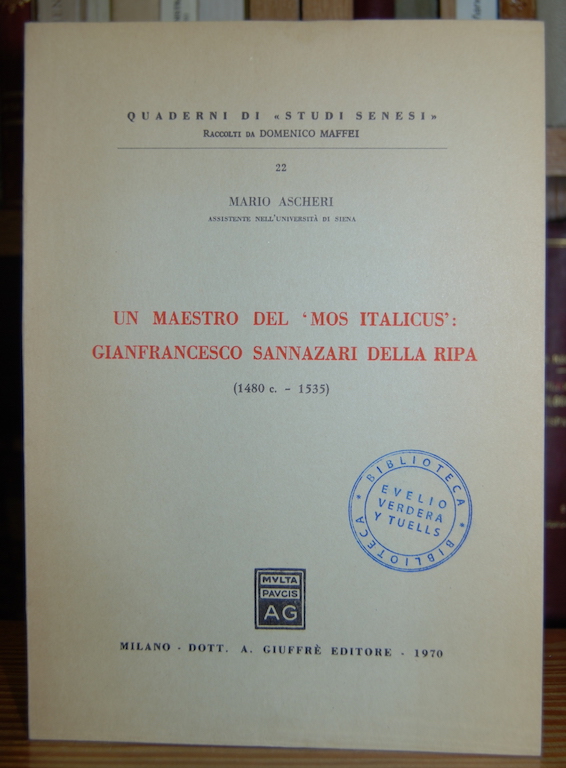 QUADERNI DI «STUDI SENESI»
RACCOLTI DA DOMENICO MAFFEI
22
MARIO ASCHERI
ASSISTENTE NELL'UNIVERSITÀ DI SIENA
UN MAESTRO DEL 'MOS ITALICUS':
GIANFRANCESCO SANNAZARI DELLA RIPA
(1480 c. - 1535)
* BIBLIOTECA * BIBLIOTECA
EVELIO
VERDERA
Y TUELLS
MVLTA
PAVCIS
AG
MILANO - DOTT. A. GIUFFRÈ EDITORE - 1970